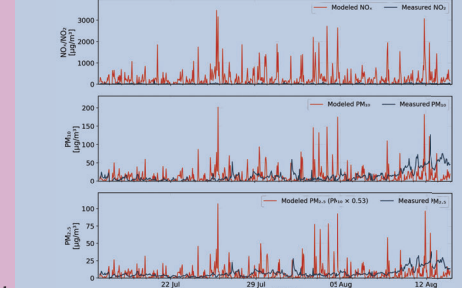 Modeled NOₓ
Measured NO₂
NOₓ/NO₂
[µg/m³]
3000
2000
1000
0
Modeled PM₁₀
Measured PM₁₀
PM₁₀
[µg/m³]
200
150
100
50
0
Modeled PM₂.₅ (Ph₁₀ × 0.53)
Measured PM₂.₅
PM₂.₅
[µg/m³]
100
75
50
25
0
22 Jul
29 Jul
05 Aug
12 Aug